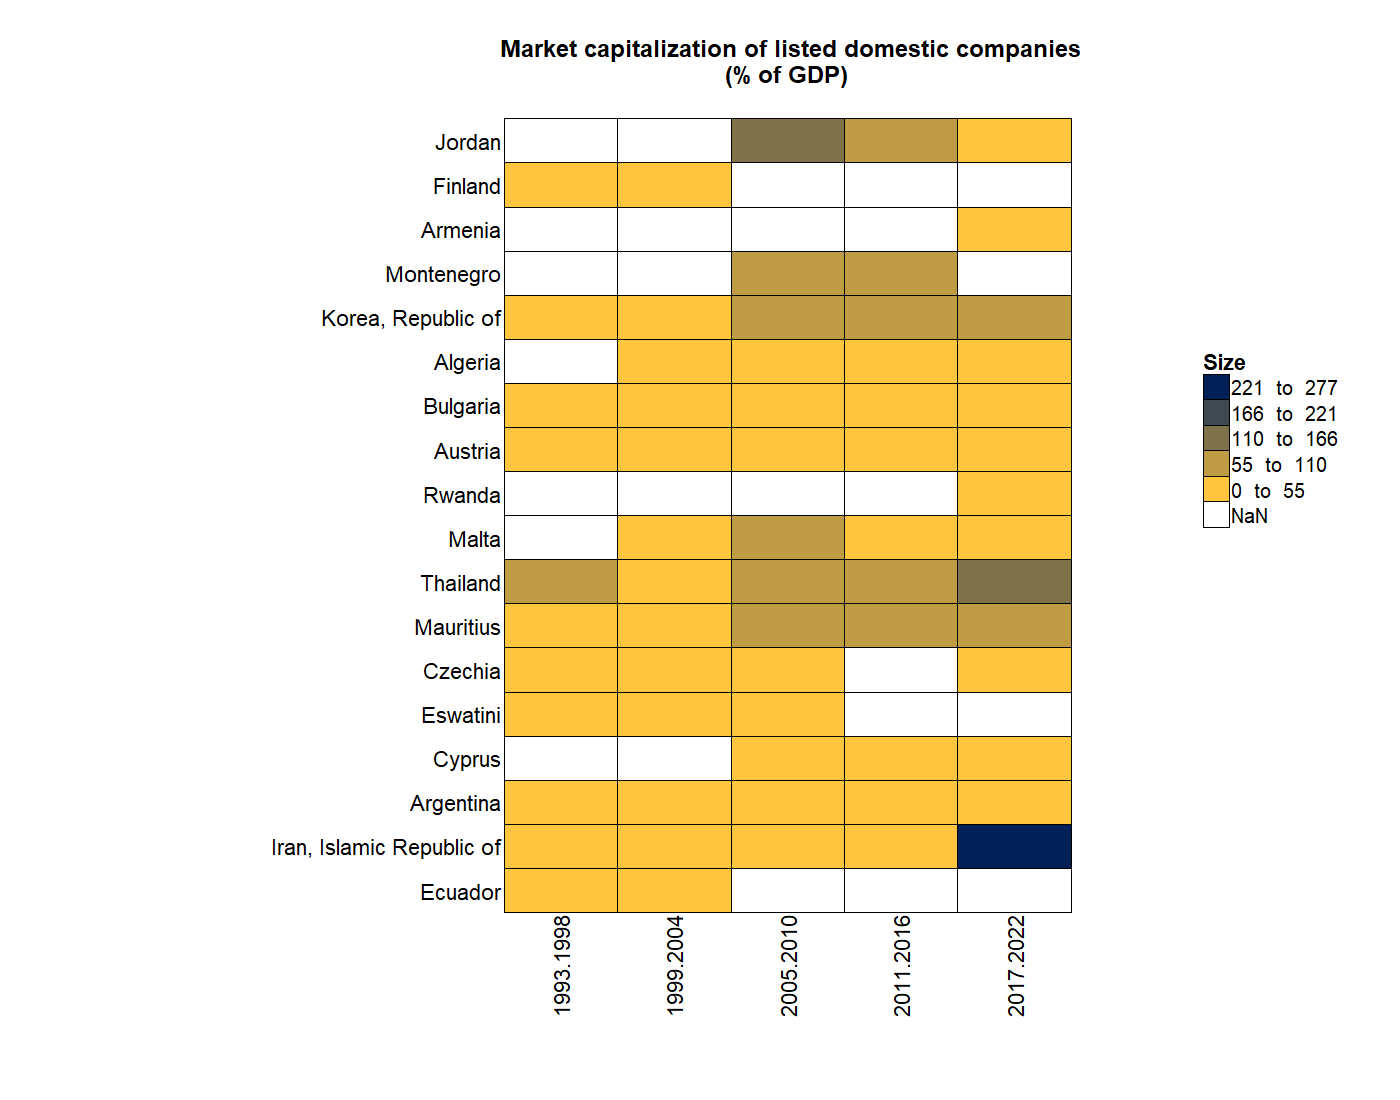 Market capitalization of listed domestic companies
(% of GDP)
Jordan
Finland
Armenia
Montenegro
Korea, Republic of
Algeria
Bulgaria
Austria
Rwanda
Malta
Thailand
Mauritius
Czechia
Eswatini
Cyprus
Argentina
Iran, Islamic Republic of
Ecuador
1993.1998
1999.2004
2005.2010
2011.2016
2017.2022
Size
221 to 277
166 to 221
110 to 166
55 to 110
0 to 55
NaN